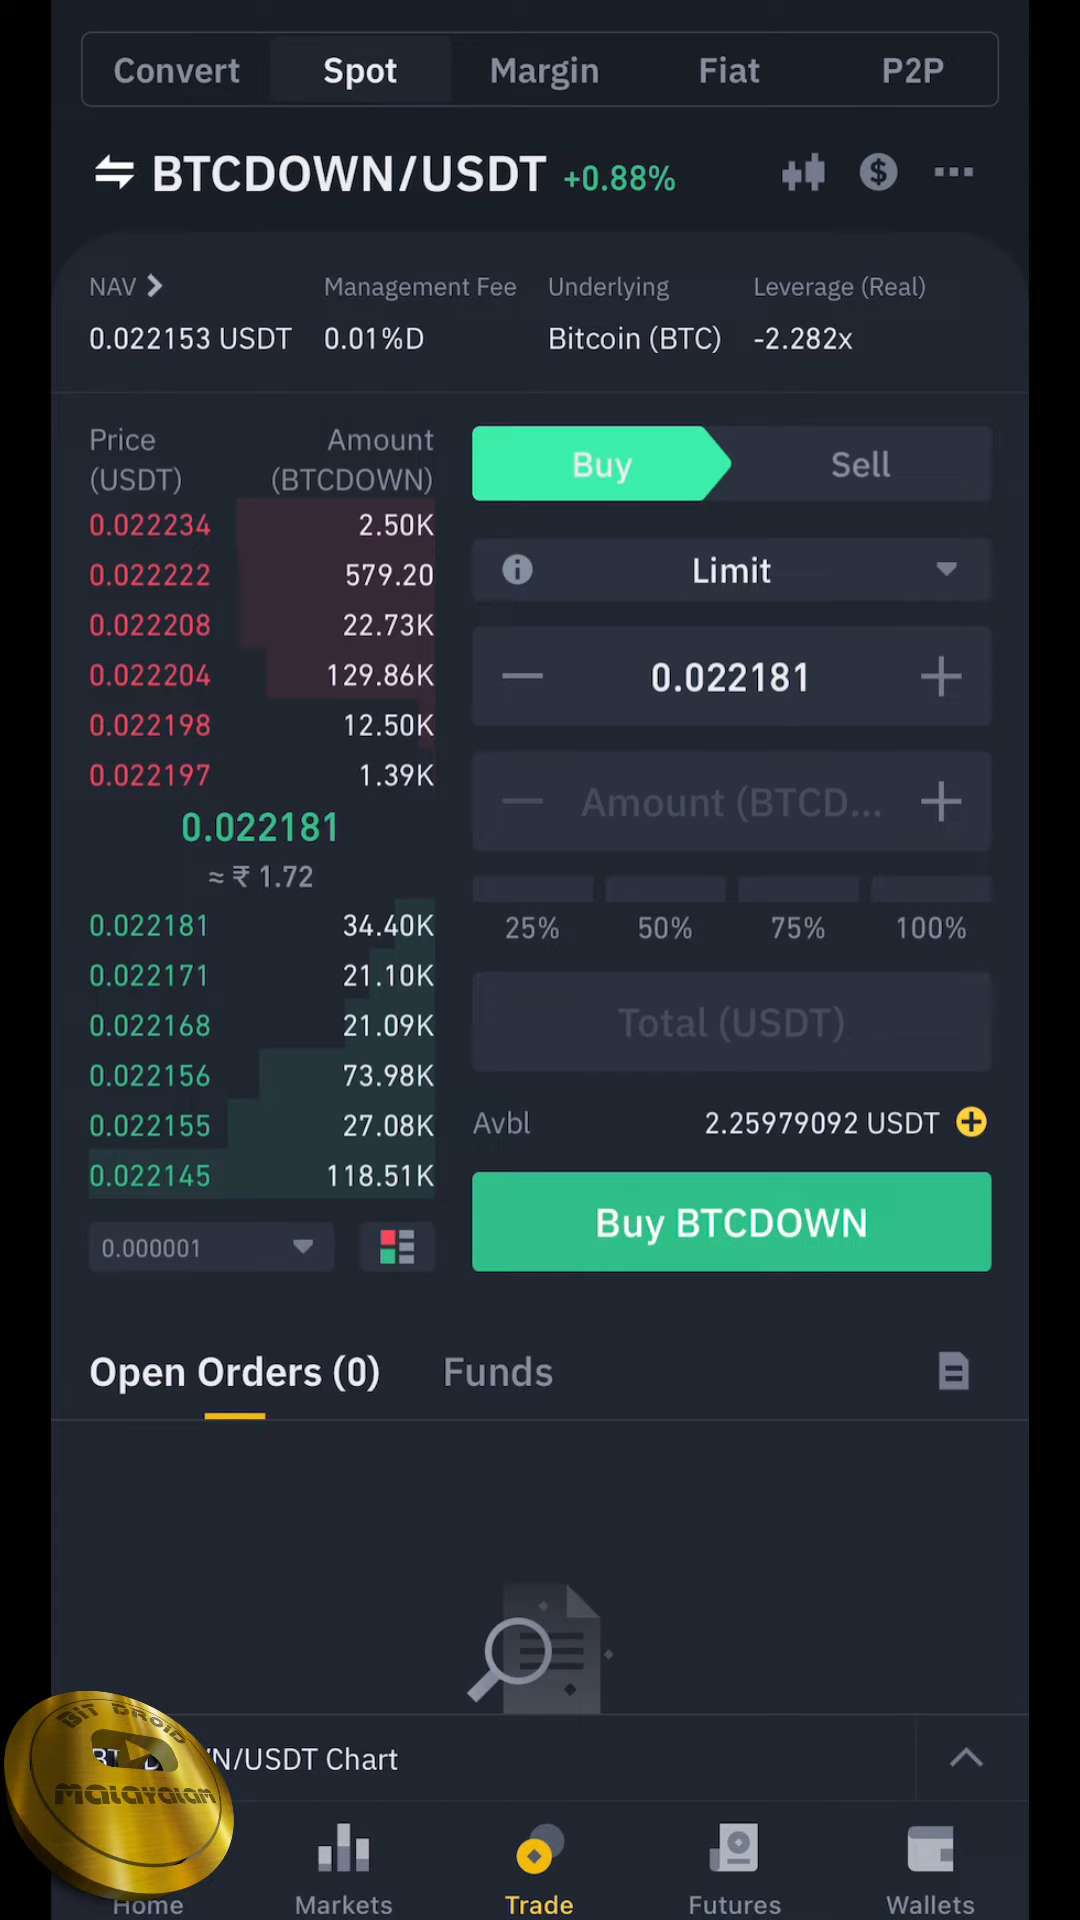 Convert Spot Margin Fiat P2P
BTCDOWN/USDT +0.88%
NAV Management Fee Underlying Leverage (Real)
0.022153 USDT 0.01%D Bitcoin (BTC) -2.282x
Price Amount
(USDT) (BTCDOWN)
0.022234 2.50K
0.022222 579.20
0.022208 22.73K
0.022204 129.86K
0.022198 12.50K
0.022197 1.39K
0.022181
≈ ₹ 1.72
0.022181 34.40K
0.022171 21.10K
0.022168 21.09K
0.022156 73.98K
0.022155 27.08K
0.022145 118.51K
0.000001
Buy Sell
Limit
0.022181
Amount (BTCD...
25% 50% 75% 100%
Total (USDT)
Avbl 2.25979092 USDT
Buy BTCDOWN
Open Orders (0) Funds
/USDT Chart
BIT DROID
MALAYALAM
Home Markets Trade Futures Wallets